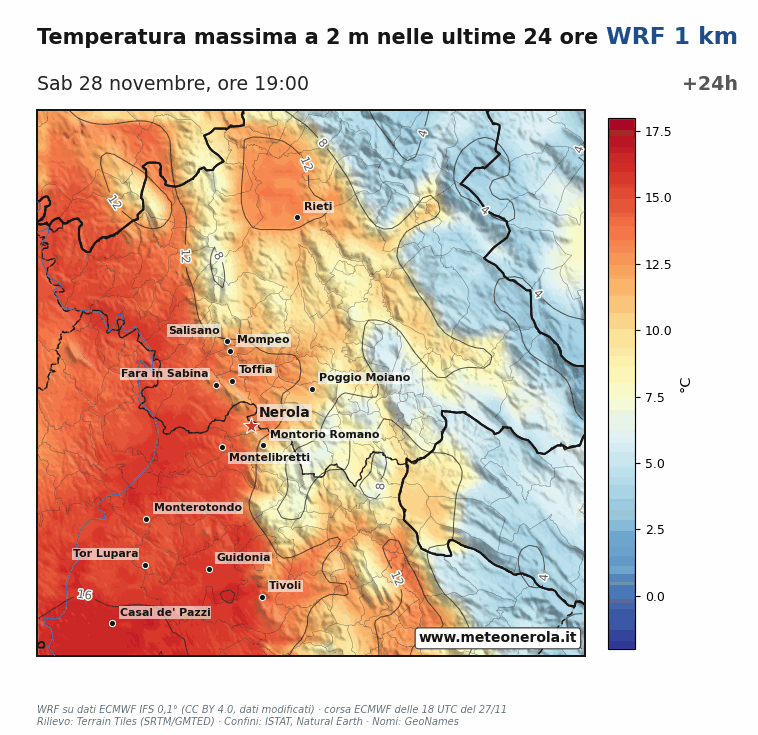 Temperatura massima a 2 m nelle ultime 24 ore WRF 1 km
Sab 28 novembre, ore 19:00
+24h
8
4
4
12
Rieti
12
4
12
8
4
Salisano
Mompeo
Fara in Sabina
Toffia
Poggio Moiano
Nerola
Montorio Romano
Montelibretti
8
Monterotondo
Tor Lupara
Guidonia
Tivoli
12
4
16
Casal de' Pazzi
www.meteonerola.it
17.5
15.0
12.5
10.0
7.5
5.0
2.5
0.0
°C
WRF su dati ECMWF IFS 0,1° (CC BY 4.0, dati modificati) · corsa ECMWF delle 18 UTC del 27/11
Rilievo: Terrain Tiles (SRTM/GMTED) · Confini: ISTAT, Natural Earth · Nomi: GeoNames